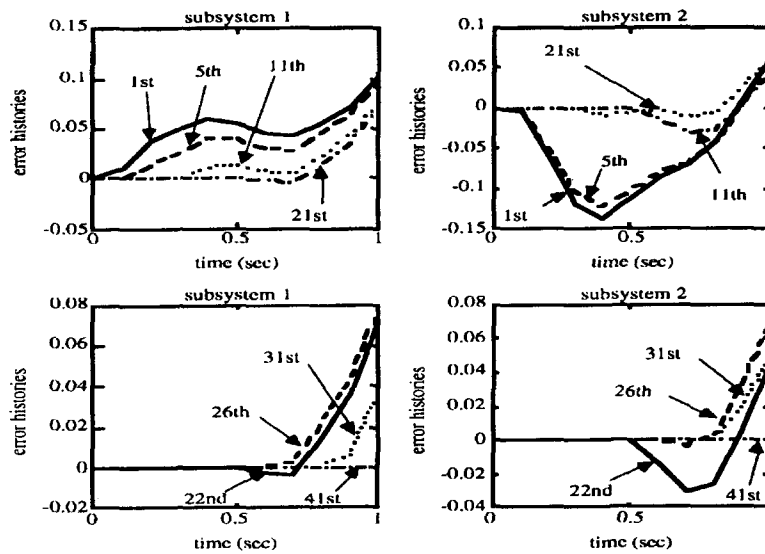 subsystem 1
0.15
0.1
0.05
0
-0.05
error histories
1st
5th
11th
21st
0
0.5
1
time (sec)
subsystem 2
0.1
0.05
0
-0.05
-0.1
-0.15
error histories
21st
1st
5th
11th
0
0.5
time (sec)
subsystem 1
0.08
0.06
0.04
0.02
0
-0.02
error histories
26th
31st
22nd
41st
0
0.5
1
time (sec)
subsystem 2
0.08
0.06
0.04
0.02
0
-0.02
-0.04
error histories
31st
26th
22nd
41st
0
0.5
time (sec)